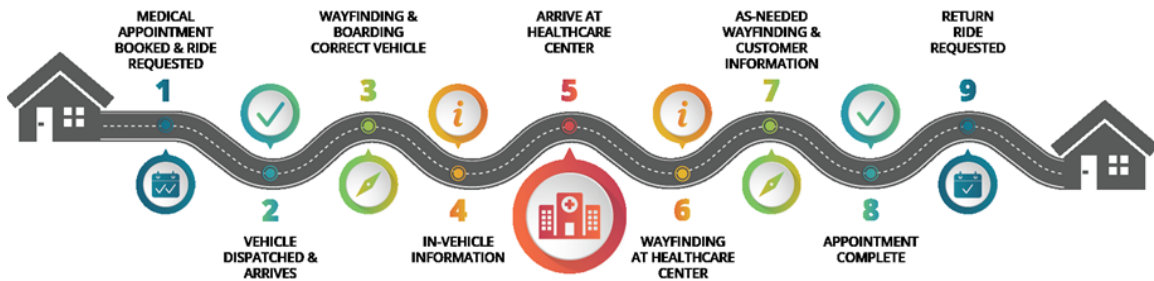 MEDICAL
APPOINTMENT
BOOKED & RIDE
REQUESTED
1
2
VEHICLE
DISPATCHED &
ARRIVES
WAYFINDING &
BOARDING
CORRECT VEHICLE
3
i
4
IN-VEHICLE
INFORMATION
ARRIVE AT
HEALTHCARE
CENTER
5
i
6
WAYFINDING
AT HEALTHCARE
CENTER
AS-NEEDED
WAYFINDING &
CUSTOMER
INFORMATION
7
8
APPOINTMENT
COMPLETE
RETURN
RIDE
REQUESTED
9